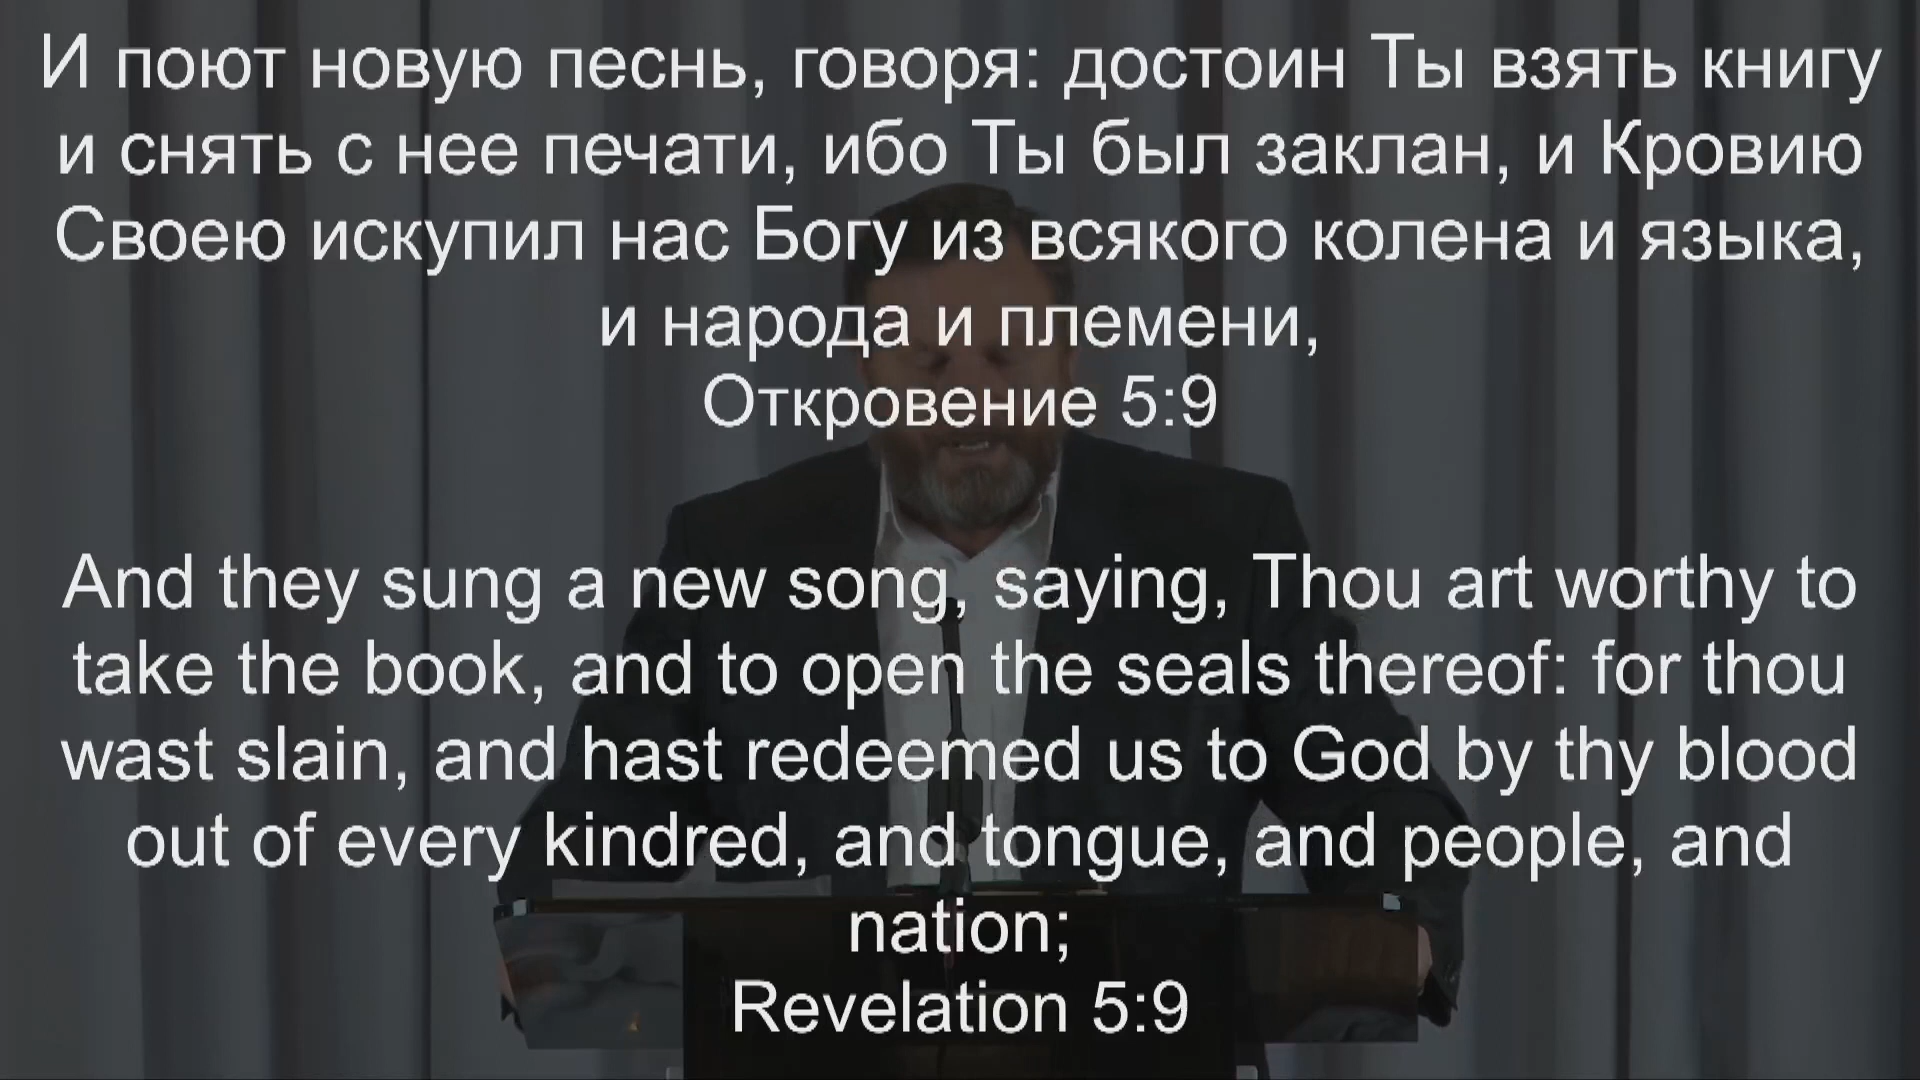 И поют новую песнь, говоря: достоин Ты взять книгу
и снять с нее печати, ибо Ты был заклан, и Кровию
Своею искупил нас Богу из всякого колена и языка,
и народа и племени,
Откровение 5:9
And they sung a new song, saying, Thou art worthy to
take the book, and to open the seals thereof: for thou
wast slain, and hast redeemed us to God by thy blood
out of every kindred, and tongue, and people, and
nation;
Revelation 5:9